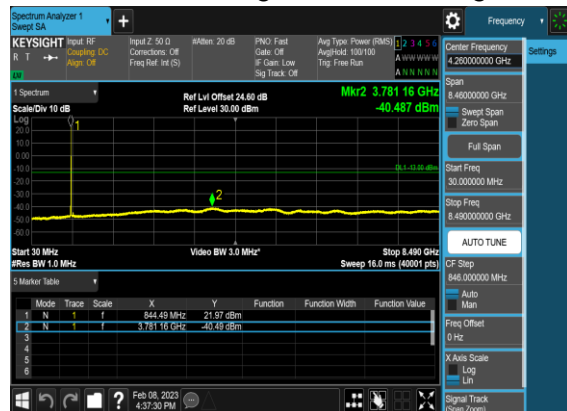 Spectrum Analyzer 1
Swept SA
Frequency
KEYSIGHT
R T
Input: RF
Coupling: DC
Align: Off
Input Z: 50 Ω
Corrections: Off
Freq Ref: Int (S)
#Atten: 20 dB
PNO: Fast
Gate: Off
IF Gain: Low
Sig Track: Off
Avg Type: Power (RMS)
Avg|Hold: 100/100
Trig: Free Run
1 2 3 4 5 6
A W W W W W
A N N N N N
Settings
1 Spectrum
Scale/Div 10 dB
Ref Lvl Offset 24.60 dB
Ref Level 30.00 dBm
Mkr2 3.781 16 GHz
-40.487 dBm
Log
20.0
10.0
0.00
-10.0
-20.0
-30.0
-40.0
-50.0
-60.0
1
2
DL1 -13.00 dBm
Start 30 MHz
#Res BW 1.0 MHz
Video BW 3.0 MHz*
Stop 8.490 GHz
Sweep 16.0 ms (40001 pts)
5 Marker Table
Mode Trace Scale X Y Function Function Width Function Value
1 N 1 f 844.49 MHz 21.97 dBm
2 N 1 f 3.781 16 GHz -40.49 dBm
3
4
5
6
Center Frequency
4.260000000 GHz
Span
8.46000000 GHz
Swept Span
Zero Span
Full Span
Start Freq
30.000000 MHz
Stop Freq
8.490000000 GHz
AUTO TUNE
CF Step
846.000000 MHz
Auto
Man
Freq Offset
0 Hz
X Axis Scale
Log
Lin
Signal Track
(Span Zoom)
?
Feb 08, 2023
4:37:30 PM